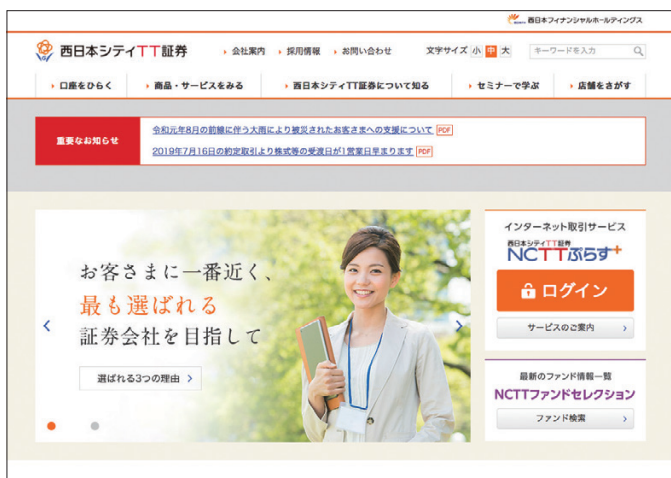 西日本フィナンシャルホールディングス
西日本シティTT証券
会社案内 採用情報 お問い合わせ 文字サイズ 小 中 大 キーワードを入力
口座をひらく 商品・サービスをみる 西日本シティTT証券について知る セミナーで学ぶ 店舗をさがす
重要なお知らせ
令和元年8月の前線に伴う大雨により被災されたお客さまへの支援について PDF
2019年7月16日の約定取引より株式等の受渡日が1営業日早まります PDF
お客さまに一番近く、
最も選ばれる
証券会社を目指して
選ばれる3つの理由
インターネット取引サービス
西日本シティTT証券
NCTTぷらす+
ログイン
サービスのご案内
最新のファンド情報一覧
NCTTファンドセレクション
ファンド検索